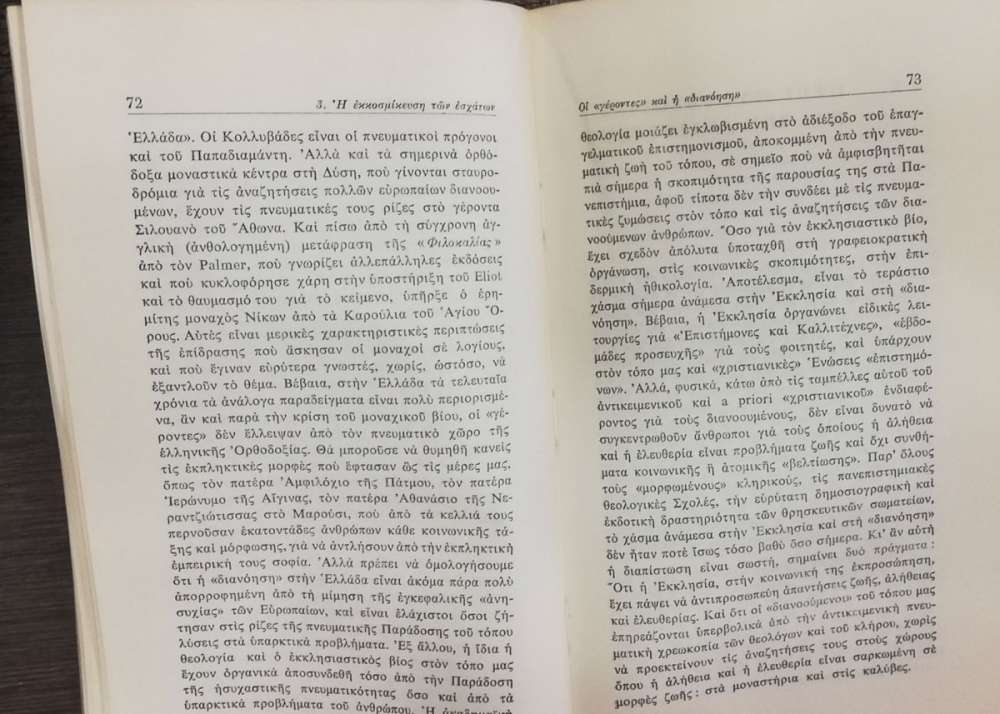 72
3. Ἡ ἐκκοσμίκευση τῶν ἐσχάτων
Ἑλλάδα». Οἱ Κολλυβάδες εἶναι οἱ πνευματικοὶ πρόγονοι
καὶ τοῦ Παπαδιαμάντη. Ἀλλὰ καὶ τὰ σημερινὰ ὀρθό-
δοξα μοναστικὰ κέντρα στὴ Δύση, ποὺ γίνονται σταυρο-
δρόμια γιὰ τὶς ἀναζητήσεις πολλῶν εὐρωπαίων διανοου-
μένων, ἔχουν τὶς πνευματικές τους ρίζες στὸ γέροντα
Σιλουανὸ τοῦ Ἄθωνα. Καὶ πίσω ἀπὸ τὴ σύγχρονη ἀγ-
γλικὴ (ἀνθολογημένη) μετάφραση τῆς «Φιλοκαλίας»
ἀπὸ τὸν Palmer, ποὺ γνωρίζει ἀλλεπάλληλες ἐκδόσεις
καὶ ποὺ κυκλοφόρησε χάρη στὴν ὑποστήριξη τοῦ Eliot
καὶ τὸ θαυμασμό του γιὰ τὸ κείμενο, ὑπῆρξε ὁ ἐρη-
μίτης μοναχὸς Νίκων ἀπὸ τὰ Καρούλια τοῦ Ἁγίου Ὄ-
ρους. Αὐτὲς εἶναι μερικὲς χαρακτηριστικὲς περιπτώσεις
τῆς ἐπίδρασης ποὺ ἄσκησαν οἱ μοναχοὶ σὲ λογίους,
καὶ ποὺ ἔγιναν εὐρύτερα γνωστές, χωρίς, ὡστόσο, νὰ
ἐξαντλοῦν τὸ θέμα. Βέβαια, στὴν Ἑλλάδα τὰ τελευταῖα
χρόνια τὰ ἀνάλογα παραδείγματα εἶναι πολὺ περιορισμέ-
να, ἂν καὶ παρὰ τὴν κρίση τοῦ μοναχικοῦ βίου, οἱ «γέ-
ροντες» δὲν ἔλλειψαν ἀπὸ τὸν πνευματικὸ χῶρο τῆς
ἑλληνικῆς Ὀρθοδοξίας. Θὰ μποροῦσε νὰ θυμηθῆ κανεὶς
τὶς ἐκπληκτικὲς μορφὲς ποὺ ἔφτασαν ὣς τὶς μέρες μας,
ὅπως τὸν πατέρα Ἀμφιλόχιο τῆς Πάτμου, τὸν πατέρα
Ἱερώνυμο τῆς Αἴγινας, τὸν πατέρα Ἀθανάσιο τῆς Νε-
ραντζιώτισσας στὸ Μαρούσι, ποὺ ἀπὸ τὰ κελλιά τους
περνοῦσαν ἑκατοντάδες ἀνθρώπων κάθε κοινωνικῆς τά-
ξης καὶ μόρφωσης, γιὰ νὰ ἀντλήσουν ἀπὸ τὴν ἐκπληκτικὴ
ἐμπειρική τους σοφία. Ἀλλὰ πρέπει νὰ ὁμολογήσουμε
ὅτι ἡ «διανόηση» στὴν Ἑλλάδα εἶναι ἀκόμα πάρα πολὺ
ἀπορροφημένη ἀπὸ τὴ μίμηση τῆς ἐγκεφαλικῆς «ἀνη-
συχίας» τῶν Εὐρωπαίων, καὶ εἶναι ἐλάχιστοι ὅσοι ζή-
τησαν στὶς ρίζες τῆς πνευματικῆς Παράδοσης τοῦ τόπου
λύσεις στὰ ὑπαρκτικὰ προβλήματα. Ἐξ ἄλλου, ἡ ἴδια ἡ
θεολογία καὶ ὁ ἐκκλησιαστικὸς βίος στὸν τόπο μας
ἔχουν ὀργανικὰ ἀποσυνδεθῆ τόσο ἀπὸ τὴν Παράδοση
τῆς ἡσυχαστικῆς πνευματικότητας ὅσο καὶ ἀπὸ τὰ
ὑπαρκτικὰ προβλήματα τοῦ ἀνθρώπου. Ἡ ἀκαδημαϊκὴ
Οἱ «γέροντες» καὶ ἡ «διανόηση»
73
θεολογία μοιάζει ἐγκλωβισμένη στὸ ἀδιέξοδο τοῦ ἐπαγ-
γελματικοῦ ἐπιστημονισμοῦ, ἀποκομμένη ἀπὸ τὴν πνευ-
ματικὴ ζωὴ τοῦ τόπου, σὲ σημεῖο ποὺ νὰ ἀμφισβητῆται
πιὰ σήμερα ἡ σκοπιμότητα τῆς παρουσίας της στὰ Πα-
νεπιστήμια, ἀφοῦ τίποτα δὲν τὴν συνδέει μὲ τὶς πνευμα-
τικὲς ζυμώσεις στὸν τόπο καὶ τὶς ἀναζητήσεις τῶν δια-
νοούμενων ἀνθρώπων. Ὅσο γιὰ τὸν ἐκκλησιαστικὸ βίο,
ἔχει σχεδὸν ἀπόλυτα ὑποταχθῆ στὴ γραφειοκρατικὴ
ὀργάνωση, στὶς κοινωνικὲς σκοπιμότητες, στὴν ἐπι-
δερμικὴ ἠθικολογία. Ἀποτέλεσμα, εἶναι τὸ τεράστιο
χάσμα σήμερα ἀνάμεσα στὴν Ἐκκλησία καὶ στὴ «δια-
νόηση». Βέβαια, ἡ Ἐκκλησία ὀργανώνει εἰδικὲς λει-
τουργίες γιὰ «Ἐπιστήμονες καὶ Καλλιτέχνες», «ἑβδο-
μάδες προσευχῆς» γιὰ τοὺς φοιτητές, καὶ ὑπάρχουν
στὸν τόπο μας καὶ «χριστιανικὲς» Ἑνώσεις «ἐπιστημό-
νων». Ἀλλά, φυσικά, κάτω ἀπὸ τὶς ταμπέλλες αὐτοῦ τοῦ
ἀντικειμενικοῦ καὶ a priori «χριστιανικοῦ» ἐνδιαφέ-
ροντος γιὰ τοὺς διανοουμένους, δὲν εἶναι δυνατὸ νὰ
συγκεντρωθοῦν ἄνθρωποι γιὰ τοὺς ὁποίους ἡ ἀλήθεια
καὶ ἡ ἐλευθερία εἶναι προβλήματα ζωῆς καὶ ὄχι συνθή-
ματα κοινωνικῆς ἢ ἀτομικῆς «βελτίωσης». Παρ' ὅλους
τοὺς «μορφωμένους» κληρικούς, τὶς πανεπιστημιακὲς
θεολογικὲς Σχολές, τὴν εὐρύτατη δημοσιογραφικὴ καὶ
ἐκδοτικὴ δραστηριότητα τῶν θρησκευτικῶν σωματείων,
τὸ χάσμα ἀνάμεσα στὴν Ἐκκλησία καὶ στὴ «διανόηση»
δὲν ἦταν ποτὲ ἴσως τόσο βαθὺ ὅσο σήμερα. Κι' ἂν αὐτὴ
ἡ διαπίστωση εἶναι σωστή, σημαίνει δυὸ πράγματα:
Ὅτι ἡ Ἐκκλησία, στὴν κοινωνική της ἐκπροσώπηση,
ἔχει πάψει νὰ ἀντιπροσωπεύη ἀπαντήσεις ζωῆς, ἀλήθειας
καὶ ἐλευθερίας. Καὶ ὅτι οἱ «διανοούμενοι» τοῦ τόπου μας
ἐπηρεάζονται ὑπερβολικὰ ἀπὸ τὴν ἀντικειμενικὴ πνευ-
ματικὴ χρεωκοπία τῶν θεολόγων καὶ τοῦ κλήρου, χωρὶς
νὰ προεκτείνουν τὶς ἀναζητήσεις τους στοὺς χώρους
ὅπου ἡ ἀλήθεια καὶ ἡ ἐλευθερία εἶναι σαρκωμένη σὲ
μορφὲς ζωῆς: στὰ μοναστήρια καὶ στὶς καλύβες.